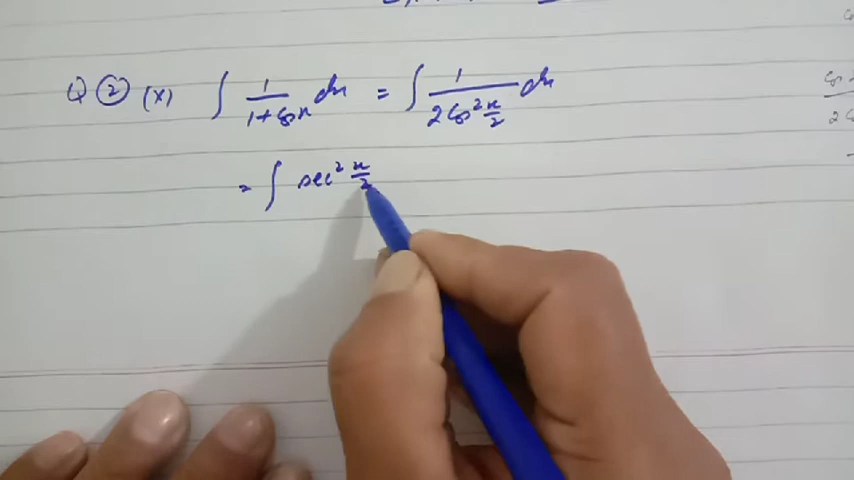 Q ② (x) ∫ 1/(1+cos x) dx = ∫ 1/(2cos² x/2) dx
= ∫ sec² x/2